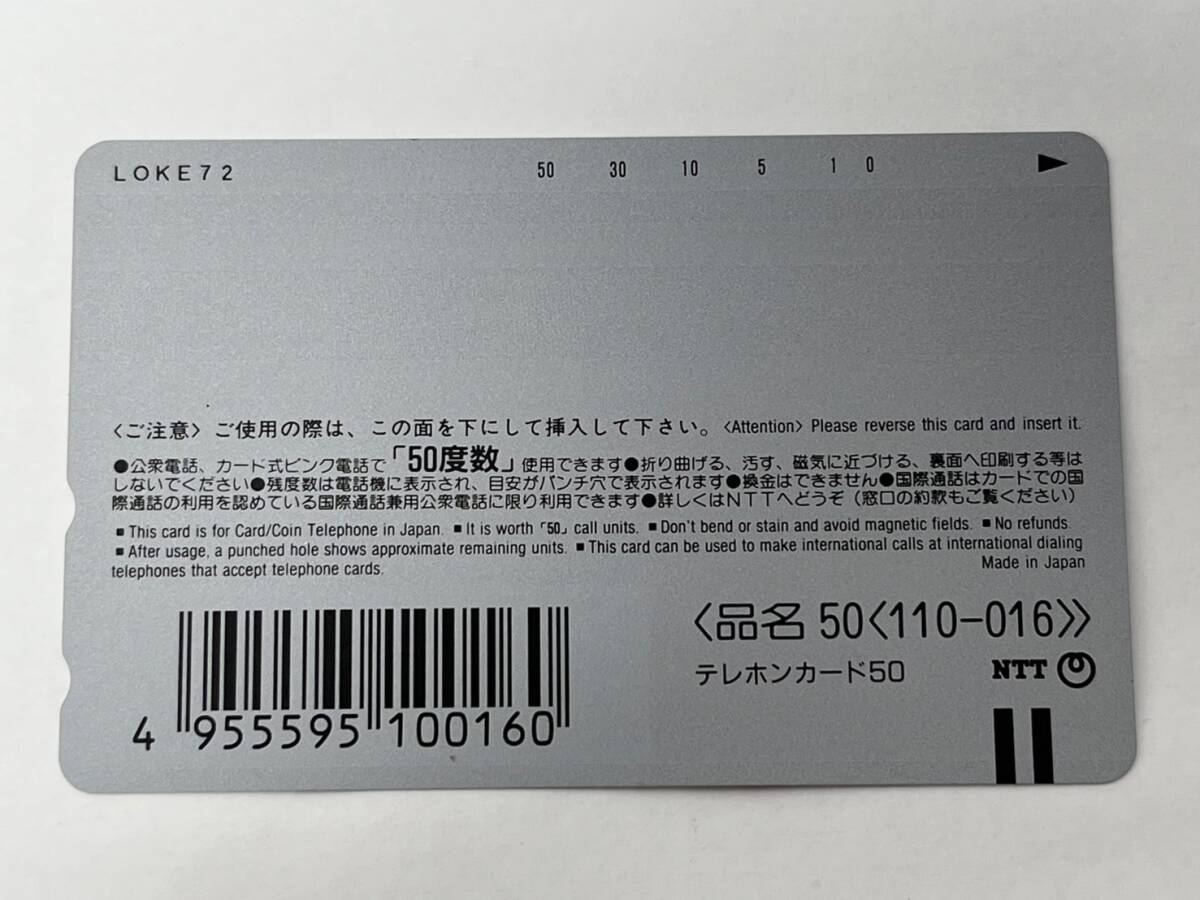 LOKE72 50 30 10 5 1 0
〈ご注意〉ご使用の際は、この面を下にして挿入して下さい。〈Attention〉Please reverse this card and insert it.
●公衆電話、カード式ピンク電話で「50度数」使用できます●折り曲げる、汚す、磁気に近づける、裏面へ印刷する等は
しないでください●残度数は電話機に表示され、目安がパンチ穴で表示されます●換金はできません●国際通話はカードでの国
際通話の利用を認めている国際通話兼用公衆電話に限り利用できます●詳しくはNTTへどうぞ（窓口の約款もご覧ください）
■This card is for Card/Coin Telephone in Japan. ■It is worth「50」call units. ■Don't bend or stain and avoid magnetic fields. ■No refunds.
■After usage, a punched hole shows approximate remaining units. ■This card can be used to make international calls at international dialing
telephones that accept telephone cards. Made in Japan
〈品名 50〈110-016〉〉
テレホンカード50 NTT
4 955595 100160